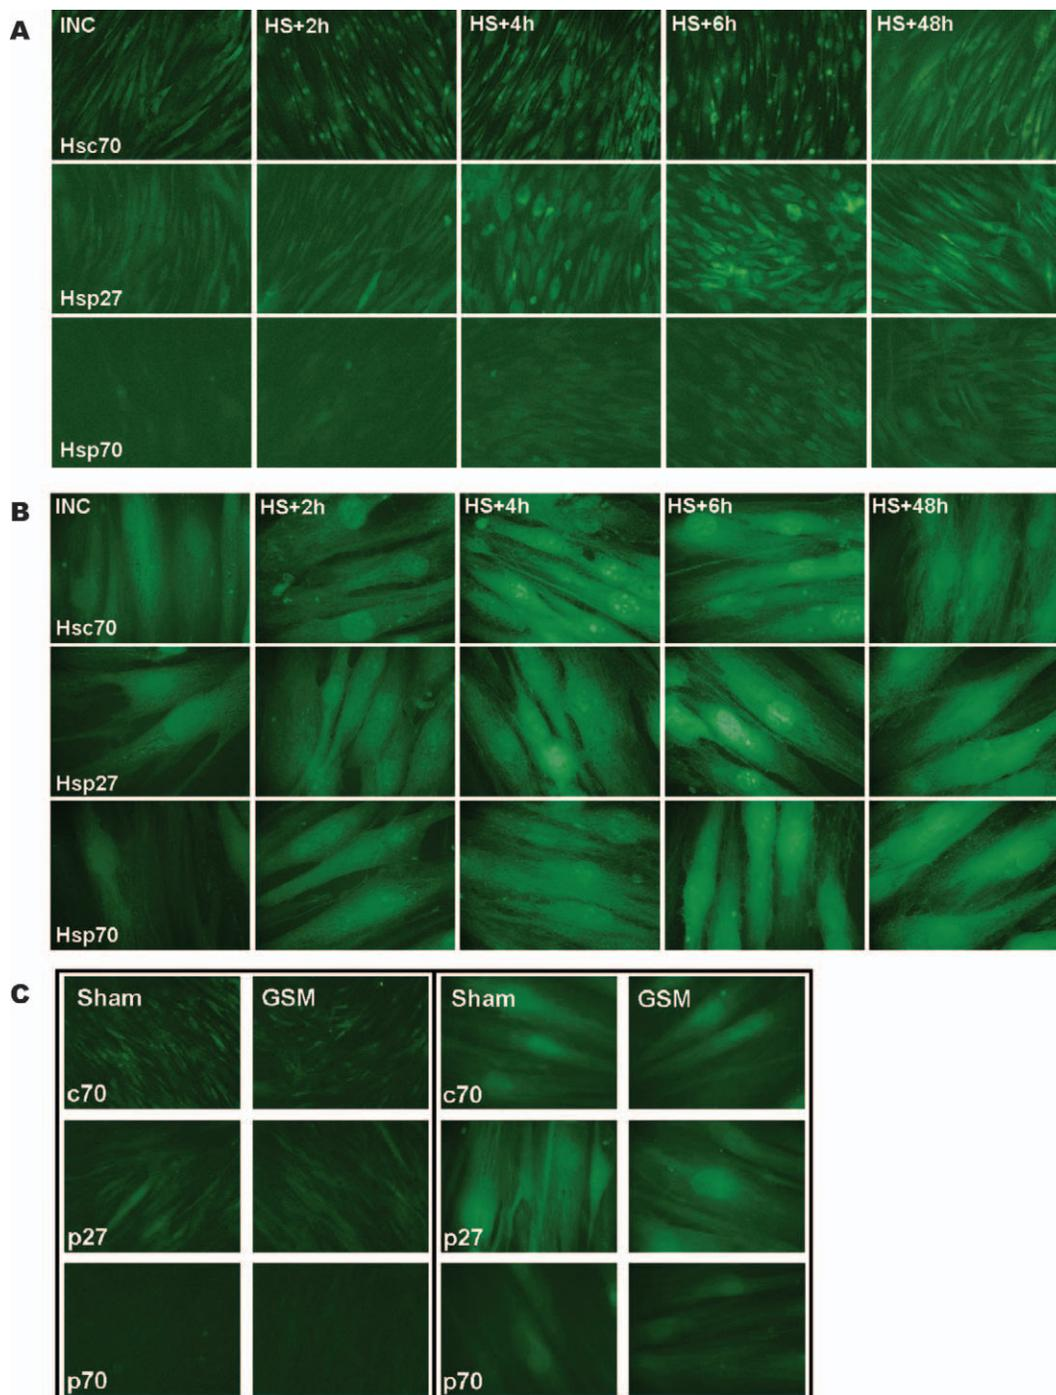 A
INC HS+2h HS+4h HS+6h HS+48h
Hsc70
Hsp27
Hsp70
B
INC HS+2h HS+4h HS+6h HS+48h
Hsc70
Hsp27
Hsp70
C
Sham GSM Sham GSM
c70 c70
p27 p27
p70 p70